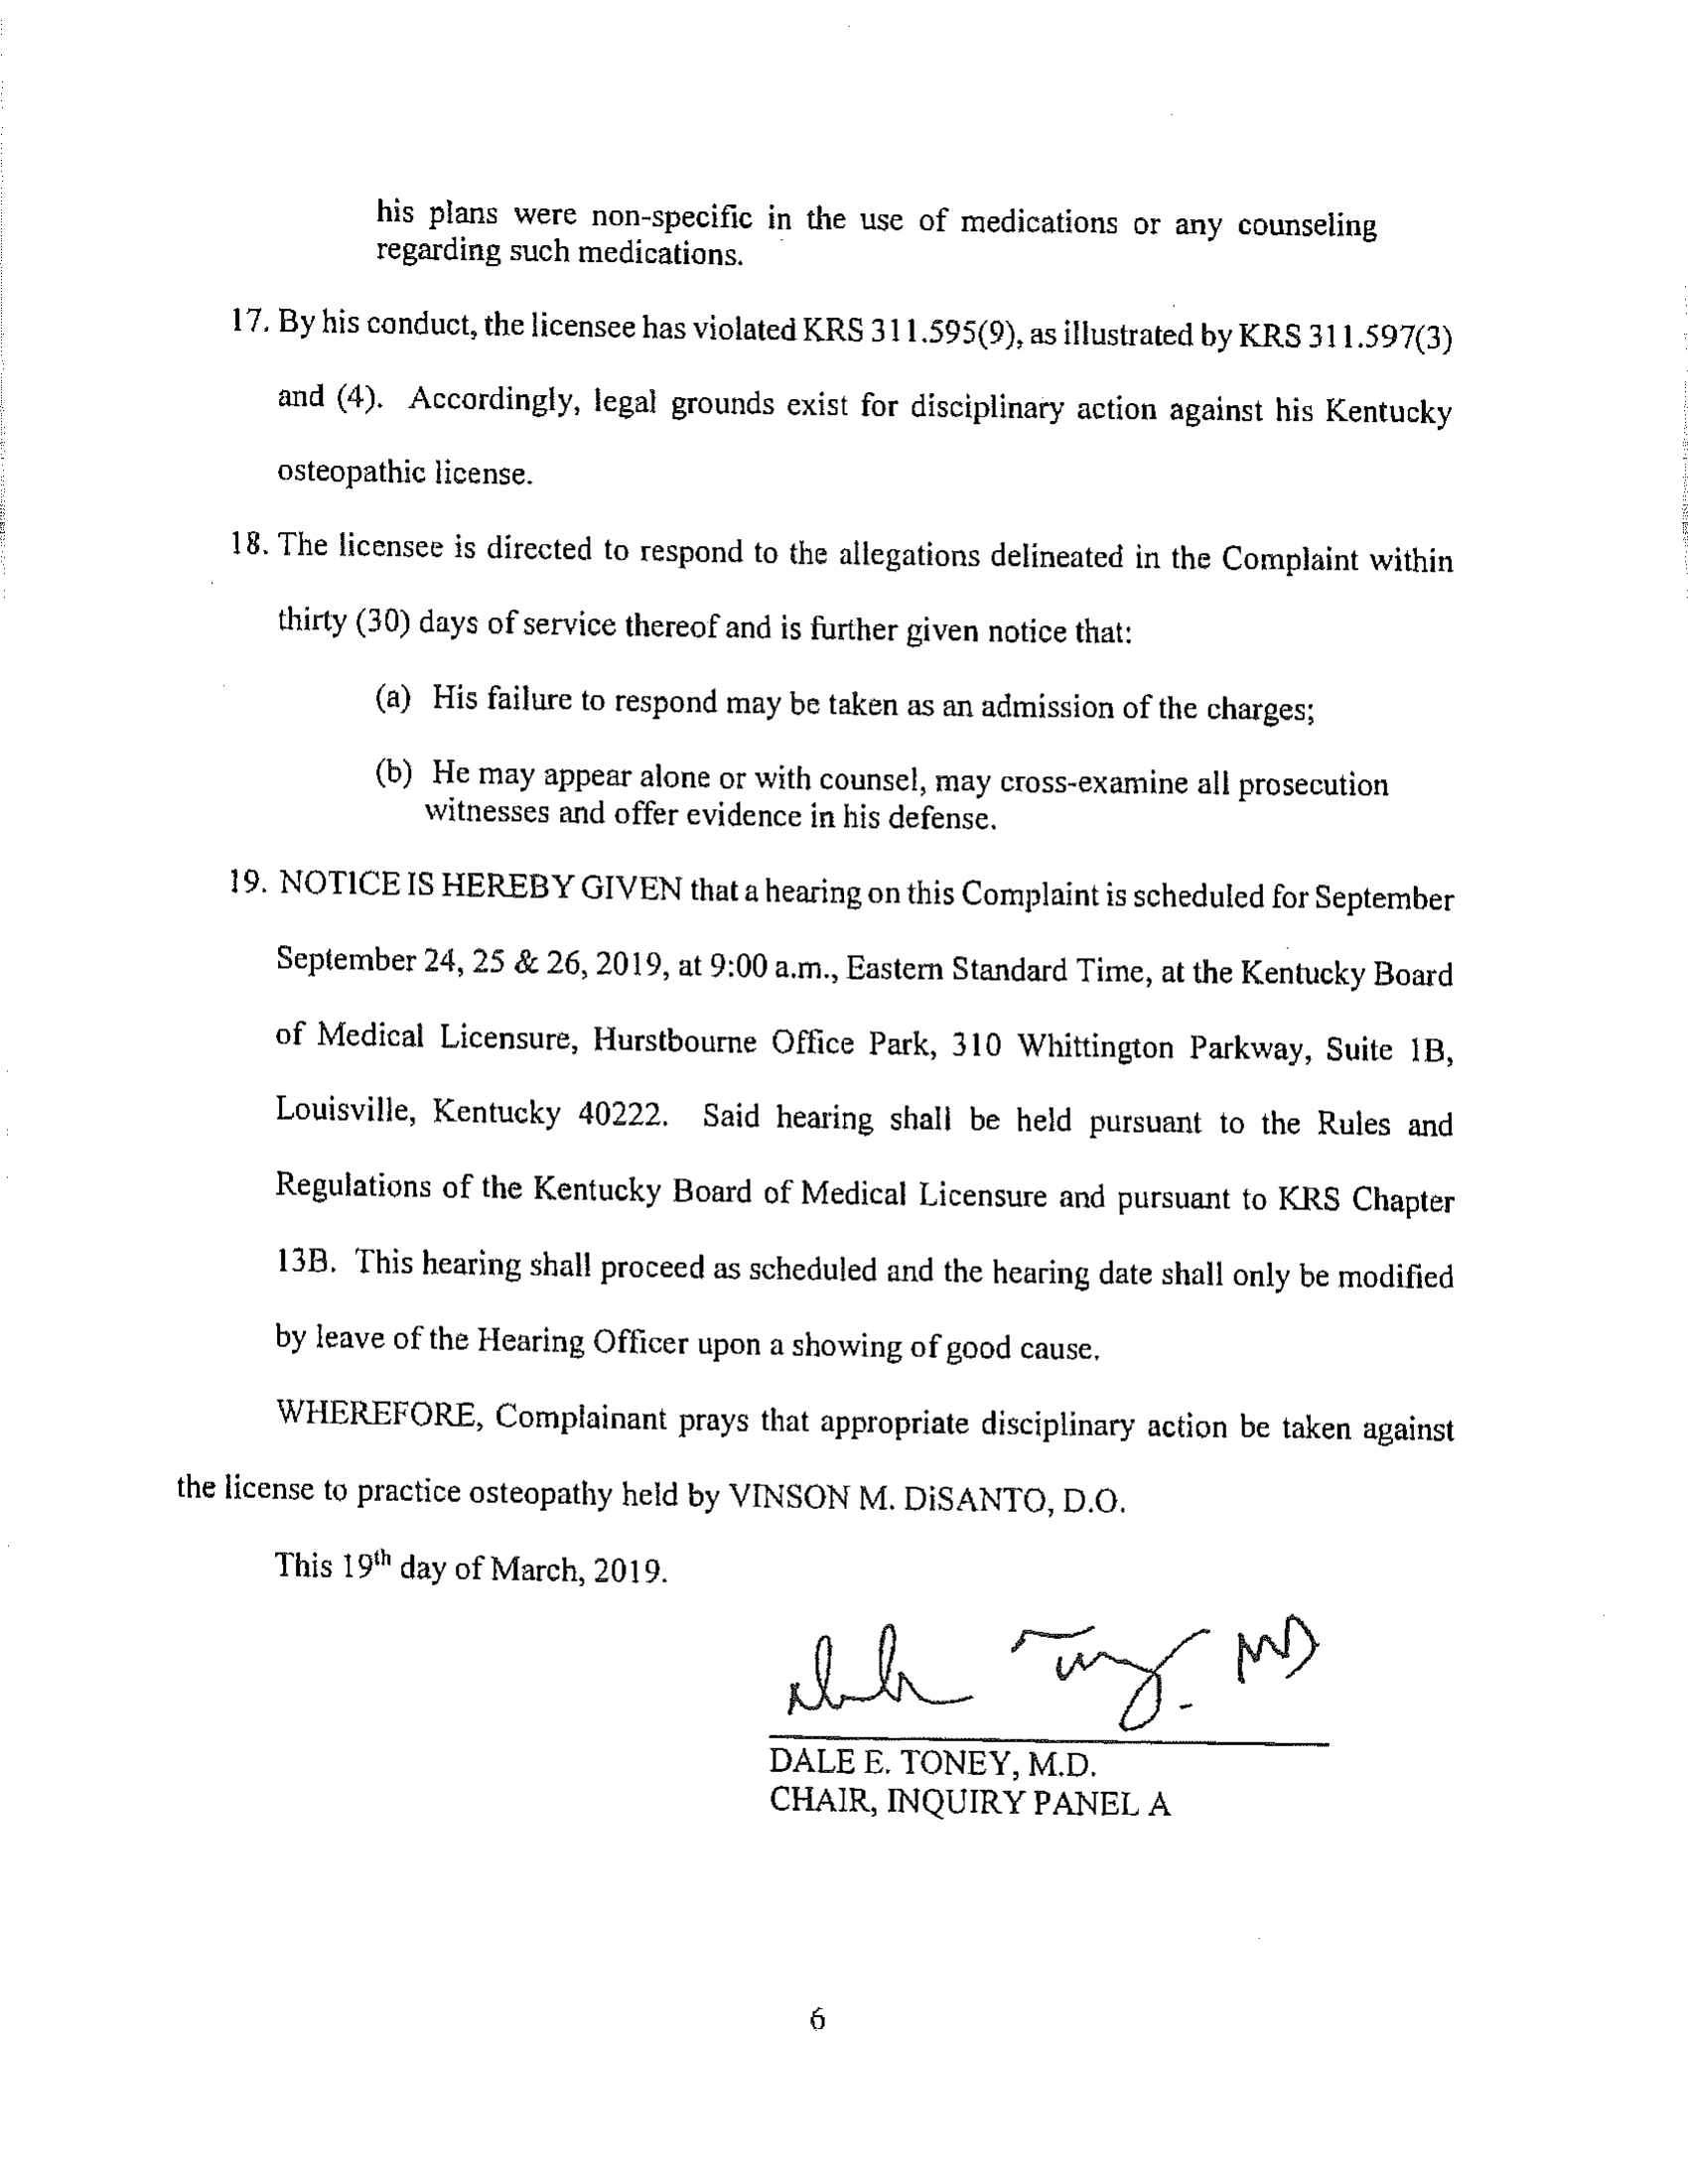 his plans were non-specific in the use of medications or any counseling
regarding such medications.
17. By his conduct, the licensee has violated KRS 311.595(9), as illustrated by KRS 311.597(3)
and (4). Accordingly, legal grounds exist for disciplinary action against his Kentucky
osteopathic license.
18. The licensee is directed to respond to the allegations delineated in the Complaint within
thirty (30) days of service thereof and is further given notice that:
(a) His failure to respond may be taken as an admission of the charges;
(b) He may appear alone or with counsel, may cross-examine all prosecution
witnesses and offer evidence in his defense.
19. NOTICE IS HEREBY GIVEN that a hearing on this Complaint is scheduled for September
September 24, 25 & 26, 2019, at 9:00 a.m., Eastern Standard Time, at the Kentucky Board
of Medical Licensure, Hurstbourne Office Park, 310 Whittington Parkway, Suite 1B,
Louisville, Kentucky 40222. Said hearing shall be held pursuant to the Rules and
Regulations of the Kentucky Board of Medical Licensure and pursuant to KRS Chapter
13B. This hearing shall proceed as scheduled and the hearing date shall only be modified
by leave of the Hearing Officer upon a showing of good cause.
WHEREFORE, Complainant prays that appropriate disciplinary action be taken against
the license to practice osteopathy held by VINSON M. DiSANTO, D.O.
This 19th day of March, 2019.
MD
DALE E. TONEY, M.D.
CHAIR, INQUIRY PANEL A
6